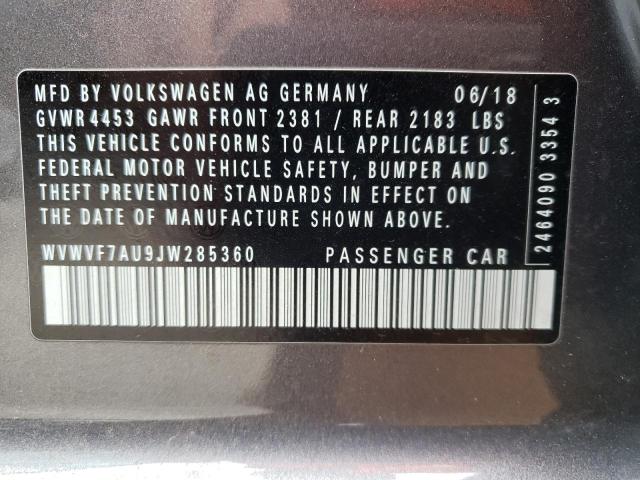 MFD BY VOLKSWAGEN AG GERMANY 06/18
GVWR 4453 GAWR FRONT 2381 / REAR 2183 LBS
THIS VEHICLE CONFORMS TO ALL APPLICABLE U.S.
FEDERAL MOTOR VEHICLE SAFETY, BUMPER AND
THEFT PREVENTION STANDARDS IN EFFECT ON
THE DATE OF MANUFACTURE SHOWN ABOVE.
WVWVF7AU9JW285360 PASSENGER CAR
2464090 3354 3